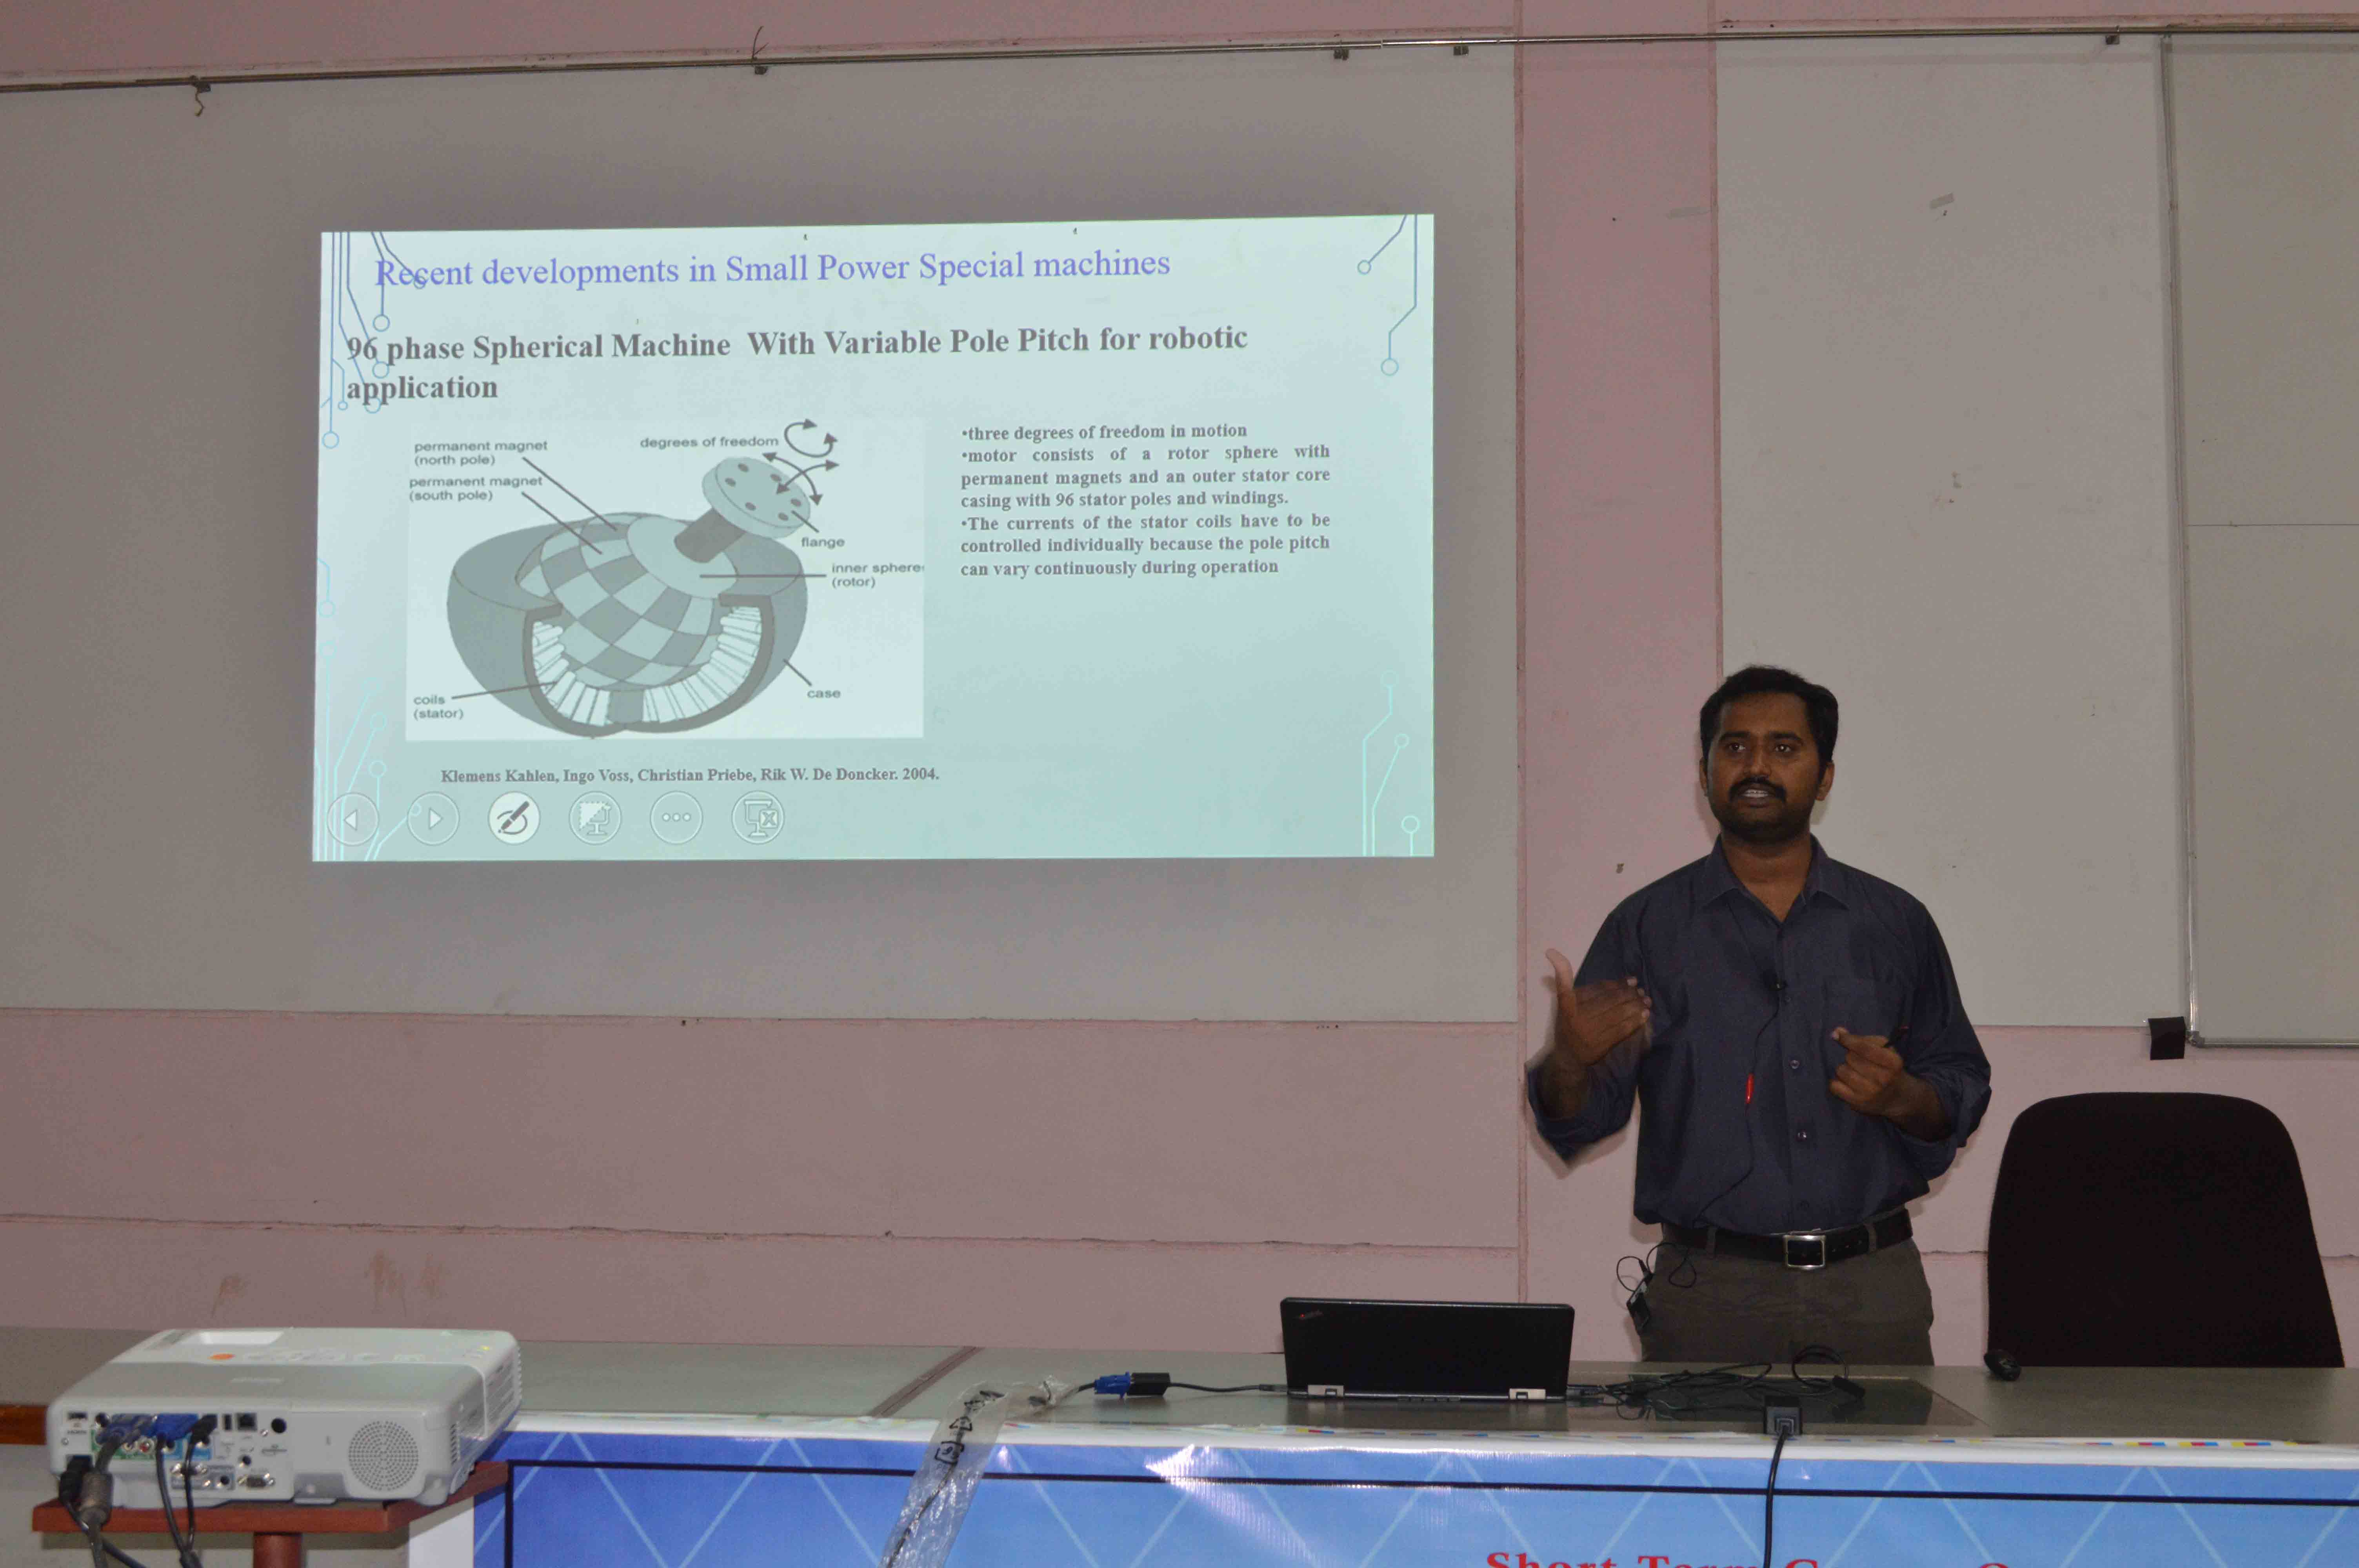 Recent developments in Small Power Special machines
96 phase Spherical Machine With Variable Pole Pitch for robotic
application
permanent magnet
(north pole)
permanent magnet
(south pole)
degrees of freedom
flange
inner sphere
(rotor)
case
coils
(stator)
•three degrees of freedom in motion
•motor consists of a rotor sphere with
permanent magnets and an outer stator core
casing with 96 stator poles and windings.
•The currents of the stator coils have to be
controlled individually because the pole pitch
can vary continuously during operation
Klemens Kahlen, Ingo Voss, Christian Priebe, Rik W. De Doncker. 2004.
Short Term